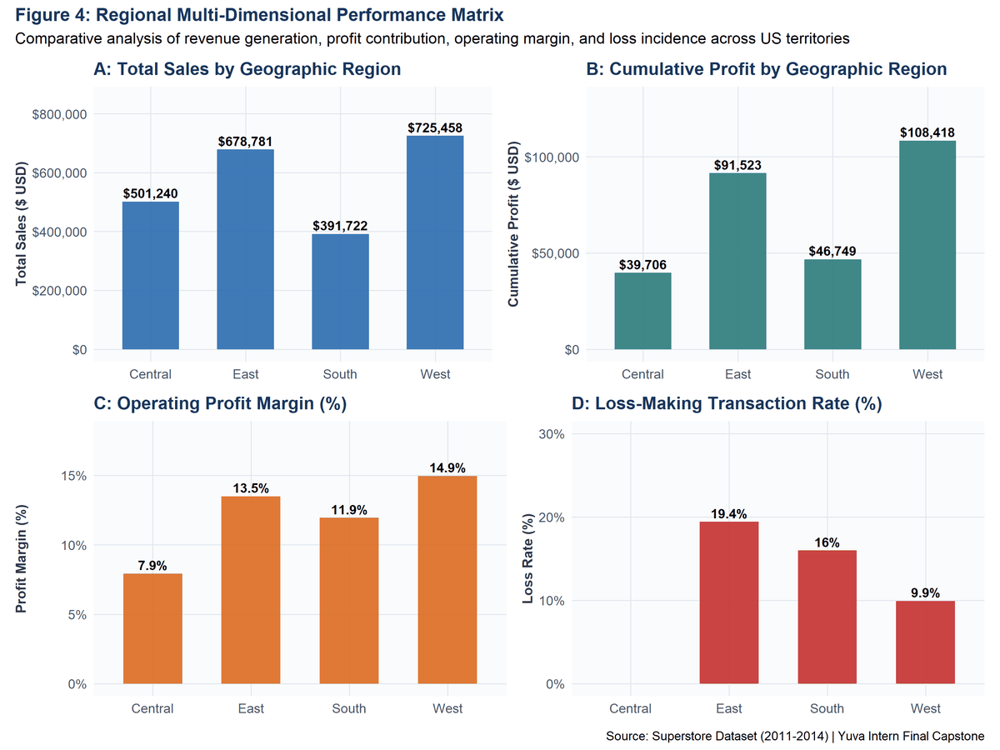 Figure 4: Regional Multi-Dimensional Performance Matrix
Comparative analysis of revenue generation, profit contribution, operating margin, and loss incidence across US territories
A: Total Sales by Geographic Region
Total Sales ($ USD)
$800,000
$600,000
$400,000
$200,000
$0
$501,240
$678,781
$391,722
$725,458
Central
East
South
West
B: Cumulative Profit by Geographic Region
Cumulative Profit ($ USD)
$100,000
$50,000
$0
$39,706
$91,523
$46,749
$108,418
Central
East
South
West
C: Operating Profit Margin (%)
Profit Margin (%)
15%
10%
5%
0%
7.9%
13.5%
11.9%
14.9%
Central
East
South
West
D: Loss-Making Transaction Rate (%)
Loss Rate (%)
30%
20%
10%
0%
19.4%
16%
9.9%
Central
East
South
West
Source: Superstore Dataset (2011-2014) | Yuva Intern Final Capstone